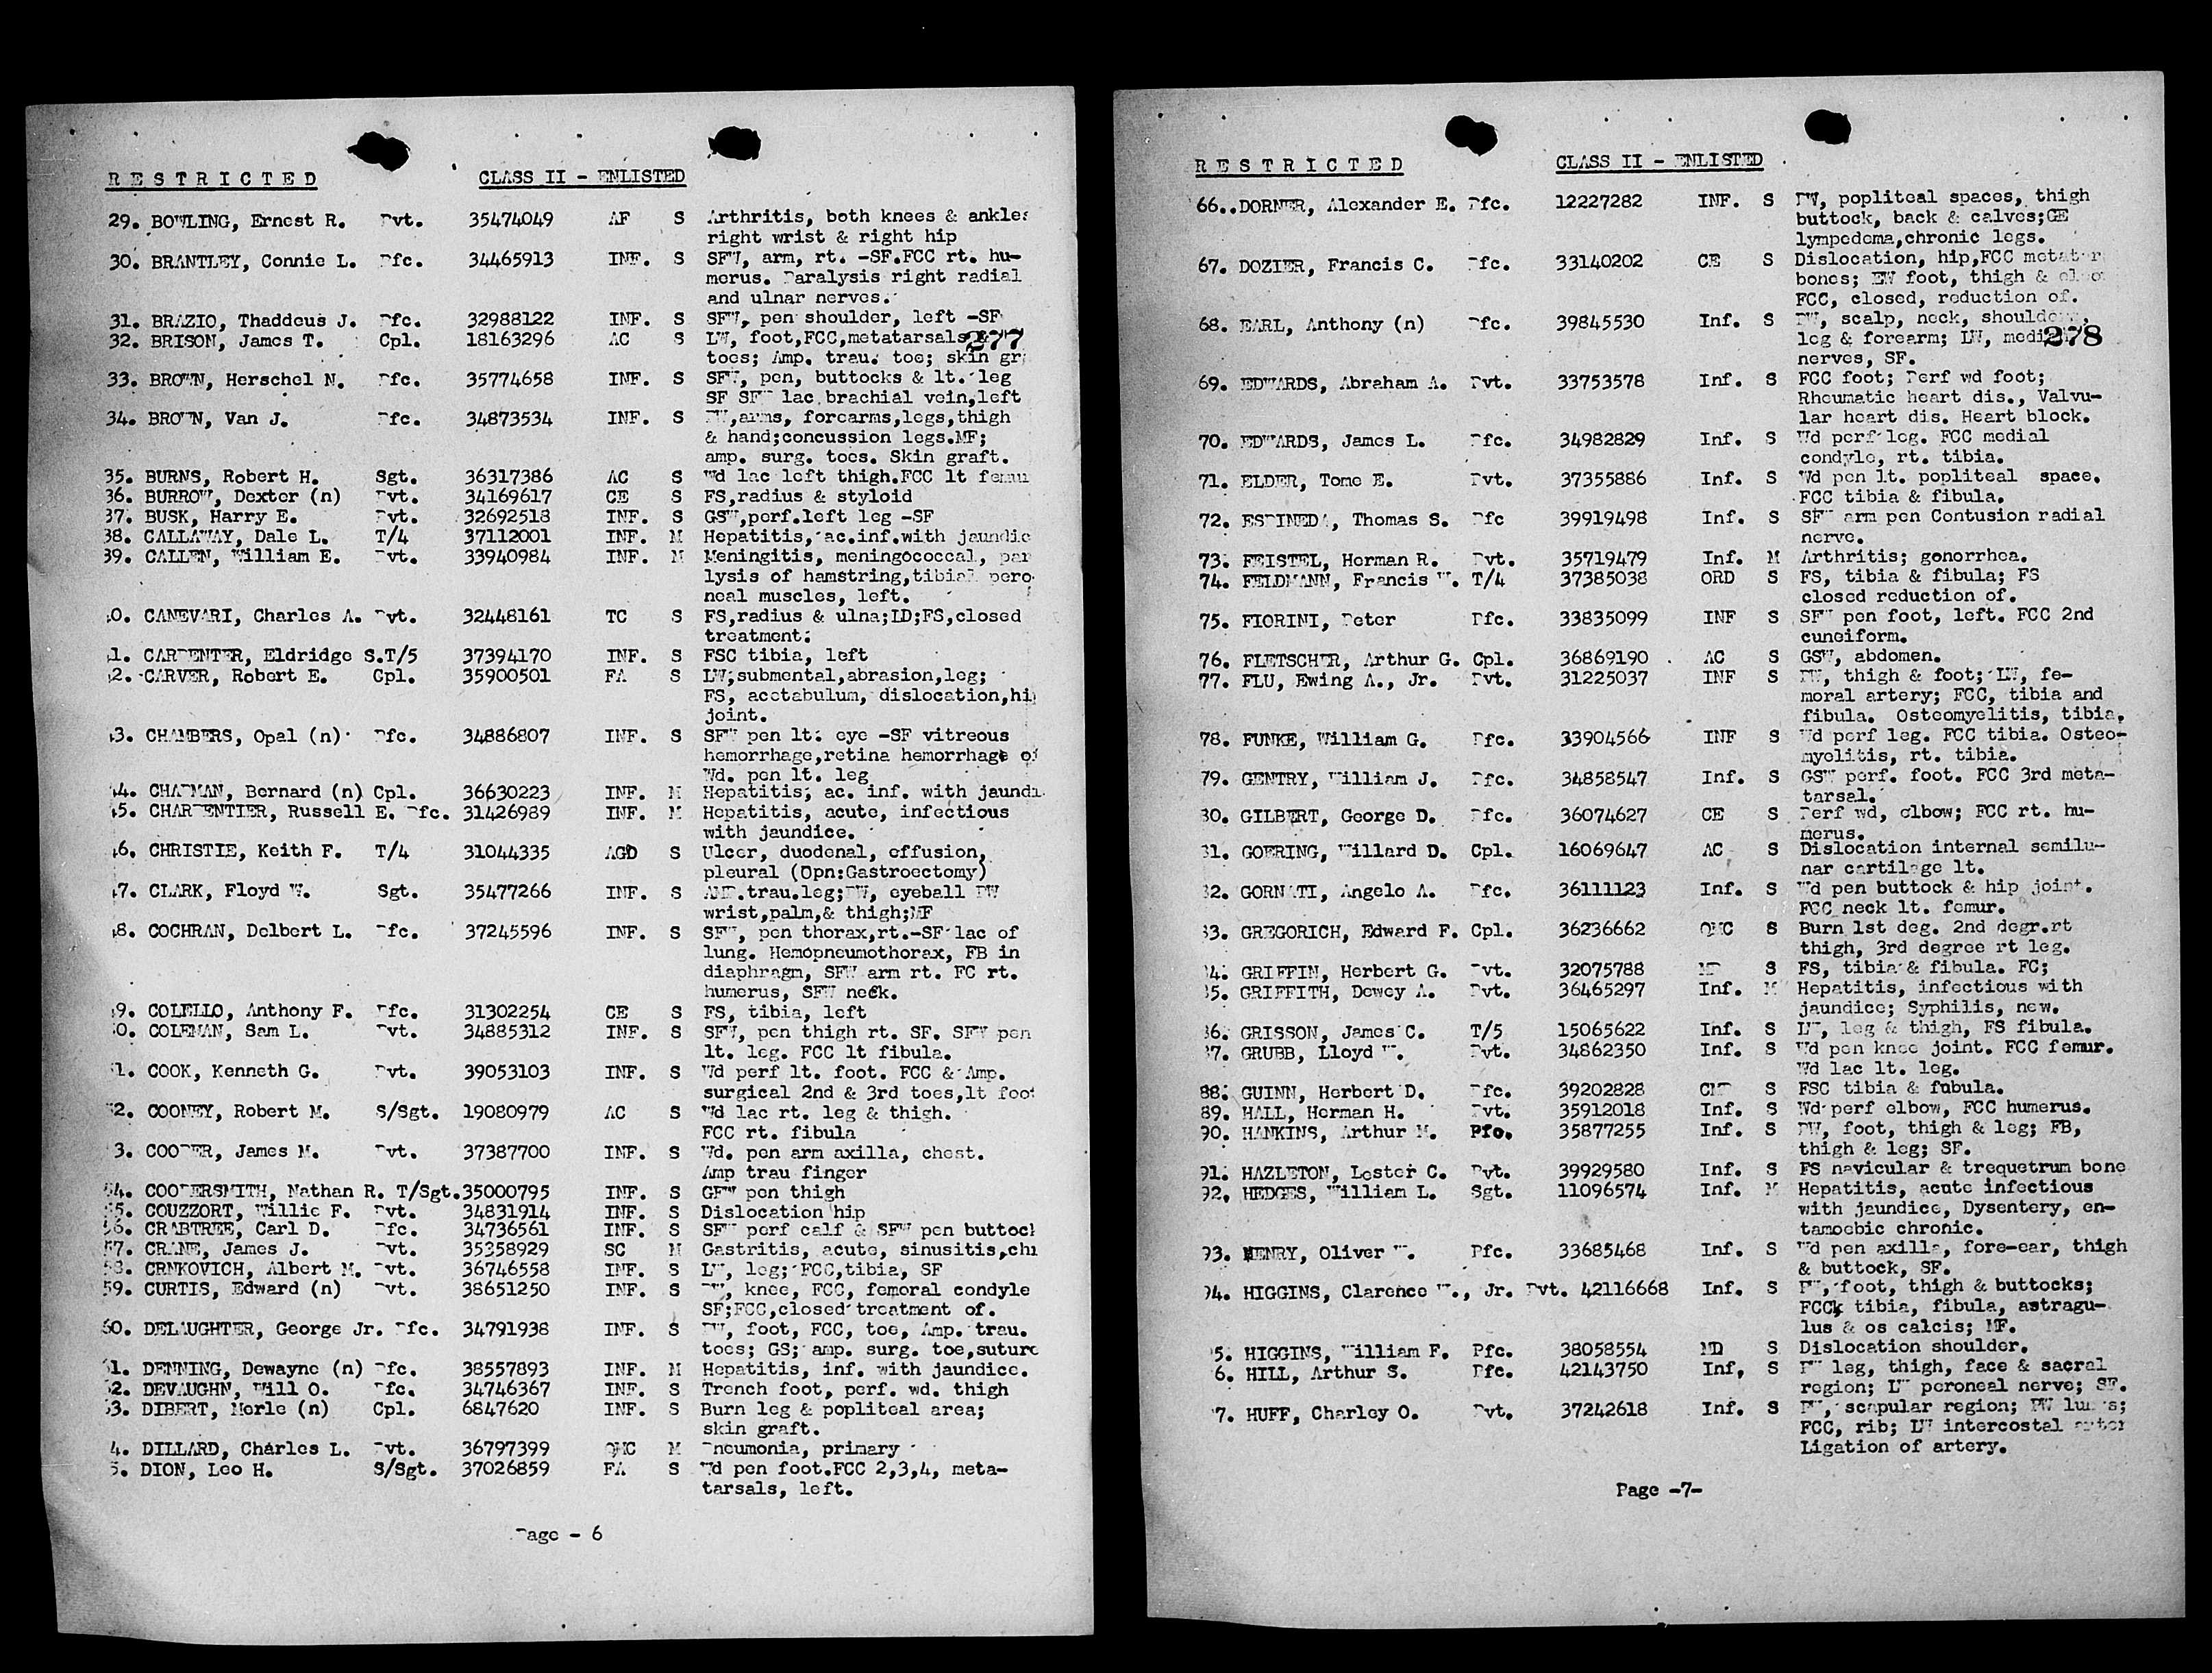 RESTRICTED CLASS II - ENLISTED
29. BOWLING, Ernest R. Pvt. 35474049 AF S Arthritis, both knees & ankles
right wrist & right hip
30. BRANTLEY, Connie L. Pfc. 34465913 INF. S SFW, arm, rt. -SF.FCC rt. hu-
merus. Paralysis right radial
and ulnar nerves.
31. BRAZIO, Thaddeus J. Pfc. 32988122 INF. S SFW, pen shoulder, left -SF
32. BRISON, James T. Cpl. 18163296 AC S LW, foot,FCC,metatarsals
277
toes; Amp. trau. toe; skin gr
33. BROWN, Herschel N. Pfc. 35774658 INF. S SFW, pen, buttocks & lt. leg
SF SFW lac brachial vein,left
34. BROWN, Van J. Pfc. 34873534 INF. S PW,arms, forearms,legs,thigh
& hand;concussion legs.MF;
amp. surg. toes. Skin graft.
35. BURNS, Robert H. Sgt. 36317386 AC S Wd lac left thigh.FCC lt femu
36. BURROW, Dexter (n) Pvt. 34169617 CE S FS,radius & styloid
37. BUSK, Harry E. Pvt. 32692518 INF. S GSW,perf.left leg -SF
38. CALLAWAY, Dale L. T/4 37112001 INF. M Hepatitis, ac.inf.with jaundic
39. CALLEN, William E. Pvt. 33940984 INF. M Meningitis, meningococcal, par
lysis of hamstring,tibial pero
neal muscles, left.
0. CANEVARI, Charles A. Pvt. 32448161 TC S FS,radius & ulna;LD;FS,closed
treatment;
1. CARPENTER, Eldridge S.T/5 37394170 INF. S FSC tibia, left
2. CARVER, Robert E. Cpl. 35900501 FA S LW;submental,abrasion,leg;
FS, acetabulum, dislocation,hi
joint.
3. CHAMBERS, Opal (n) Pfc. 34886807 INF. S SFW pen lt. eye -SF vitreous
hemorrhage,retina hemorrhage of
Wd. pen lt. leg
4. CHAPMAN, Bernard (n) Cpl. 36630223 INF. M Hepatitis; ac. inf. with jaundi
5. CHARPENTIER, Russell E. Pfc. 31426989 INF. M Hepatitis, acute, infectious
with jaundice.
6. CHRISTIE, Keith F. T/4 31044335 AGD S Ulcer, duodenal, effusion,
pleural (Opn:Gastroectomy)
7. CLARK, Floyd W. Sgt. 35477266 INF. S AMP.trau.leg;PW, eyeball PW
wrist,palm,& thigh;MF
8. COCHRAN, Delbert L. Pfc. 37245596 INF. S SFW, pen thorax,rt.-SF lac of
lung. Hemopneumothorax, FB in
diaphragm, SFW arm rt. FC rt.
humerus, SFW neck.
9. COLELLO, Anthony F. Pfc. 31302254 CE S FS, tibia, left
0. COLEMAN, Sam L. Pvt. 34885312 INF. S SFW, pen thigh rt. SF. SFW pen
lt. leg. FCC lt fibula.
1. COOK, Kenneth G. Pvt. 39053103 INF. S Wd perf lt. foot. FCC & Amp.
surgical 2nd & 3rd toes,lt foot
52. COONEY, Robert M. S/Sgt. 19080979 AC S Wd lac rt. leg & thigh.
FCC rt. fibula
3. COOPER, James M. Pvt. 37387700 INF. S Wd. pen arm axilla, chest.
Amp trau finger
54. COOPERSMITH, Nathan R. T/Sgt.35000795 INF. S GFW pen thigh
55. COUZZORT, Willie F. Pvt. 34831914 INF. S Dislocation hip
56. CRABTREE, Carl D. Pfc. 34736561 INF. S SFW perf calf & SFW pen buttock
57. CRANE, James J. Pvt. 35358929 SC M Gastritis, acute, sinusitis,chr
58. CRNKOVICH, Albert M. Pvt. 36746558 INF. S LW, leg; FCC,tibia, SF
59. CURTIS, Edward (n) Pvt. 38651250 INF. S PW, knee, FCC, femoral condyle
SF;FCC,closed treatment of.
60. DELAUGHTER, George Jr. Pfc. 34791938 INF. S PW, foot, FCC, toe, Amp. trau.
toes; GS; amp. surg. toe,suture
1. DENNING, Dewayne (n) Pfc. 38557893 INF. M Hepatitis, inf. with jaundice.
2. DEVAUGHN, Will O. Pfc. 34746367 INF. S Trench foot, perf. wd. thigh
3. DIBERT, Merle (n) Cpl. 6847620 INF. S Burn leg & popliteal area;
skin graft.
4. DILLARD, Charles L. Pvt. 36797399 QMC M Pneumonia, primary
5. DION, Leo H. S/Sgt. 37026859 FA S Wd pen foot.FCC 2,3,4, meta-
tarsals, left.
Page - 6
RESTRICTED CLASS II - ENLISTED
66..DORNER, Alexander E. Pfc. 12227282 INF. S PW, popliteal spaces, thigh
buttock, back & calves;GE
lympedema,chronic legs.
67. DOZIER, Francis C. Pfc. 33140202 CE S Dislocation, hip,FCC metatar
bones; EW foot, thigh &
FCC, closed, reduction of.
68. EARL, Anthony (n) Pfc. 39845530 Inf. S PW, scalp, neck, shoulders,
leg & forearm; LW,
278
nerves, SF.
69. EDWARDS, Abraham A. Pvt. 33753578 Inf. S FCC foot; Perf wd foot;
Rheumatic heart dis., Valvu-
lar heart dis. Heart block.
70. EDWARDS, James L. Pfc. 34982829 Inf. S Wd perf leg. FCC medial
condyle, rt. tibia.
71. ELDER, Tome E. Pvt. 37355886 Inf. S Wd pen lt. popliteal space.
FCC tibia & fibula.
72. ESPINEDA, Thomas S. Pfc 39919498 Inf. S SFW arm pen Contusion radial
nerve.
73. FEISTEL, Herman R. Pvt. 35719479 Inf. M Arthritis; gonorrhea.
74. FELDMANN, Francis W. T/4 37385038 ORD S FS, tibia & fibula; FS
closed reduction of.
75. FIORINI, Peter Pfc. 33835099 INF S SFW pen foot, left. FCC 2nd
cuneiform.
76. FLETSCHER, Arthur G. Cpl. 36869190 AC S GSW, abdomen.
77. FLU, Ewing A., Jr. Pvt. 31225037 INF S PW, thigh & foot; LW, fe-
moral artery; FCC, tibia and
fibula. Osteomyelitis, tibia.
78. FUNKE, William G. Pfc. 33904566 INF S Wd perf leg. FCC tibia. Osteo-
myelitis, rt. tibia.
79. GENTRY, William J. Pfc. 34858547 Inf. S GSW perf. foot. FCC 3rd meta-
tarsal.
80. GILBERT, George D. Pfc. 36074627 CE S Perf wd, elbow; FCC rt. hu-
merus.
81. GOERING, Willard D. Cpl. 16069647 AC S Dislocation internal semilu-
nar cartilage lt.
82. GORNATI, Angelo A. Pfc. 36111123 Inf. S Wd pen buttock & hip joint.
FCC neck lt. femur.
83. GREGORICH, Edward F. Cpl. 36236662 QMC S Burn 1st deg. 2nd degr.rt
thigh, 3rd degree rt leg.
84. GRIFFIN, Herbert G. Pvt. 32075788 MP S FS, tibia & fibula. FC;
85. GRIFFITH, Dewey A. Pvt. 36465297 Inf. M Hepatitis, infectious with
jaundice; Syphilis, new.
86. GRISSON, James C. T/5 15065622 Inf. S LW, leg & thigh, FS fibula.
87. GRUBB, Lloyd W. Pvt. 34862350 Inf. S Wd pen knee joint. FCC femur.
Wd lac lt. leg.
88. GUINN, Herbert D. Pfc. 39202828 CMP S FSC tibia & fubula.
89. HALL, Herman H. Pvt. 35912018 Inf. S Wd perf elbow, FCC humerus.
90. HANKINS, Arthur M. Pfc. 35877255 Inf. S PW, foot, thigh & leg; FB,
thigh & leg; SF.
91. HAZLETON, Lester C. Pvt. 39929580 Inf. S FS navicular & trequetrum bone
92. HEDGES, William L. Sgt. 11096574 Inf. M Hepatitis, acute infectious
with jaundice, Dysentery, en-
tamoebic chronic.
93. HENRY, Oliver W. Pfc. 33685468 Inf. S Wd pen axilla, fore-ear, thigh
& buttock, SF.
94. HIGGINS, Clarence W., Jr. Pvt. 42116668 Inf. S PW, foot, thigh & buttocks;
FCC tibia, fibula, astragu-
lus & os calcis; MF.
5. HIGGINS, William F. Pfc. 38058554 MD S Dislocation shoulder.
6. HILL, Arthur S. Pfc. 42143750 Inf, S PW leg, thigh, face & sacral
region; LW peroneal nerve; SF.
7. HUFF, Charley O. Pvt. 37242618 Inf. S PW, scapular region; PW lungs;
FCC, rib; LW intercostal arter
Ligation of artery.
Page -7-